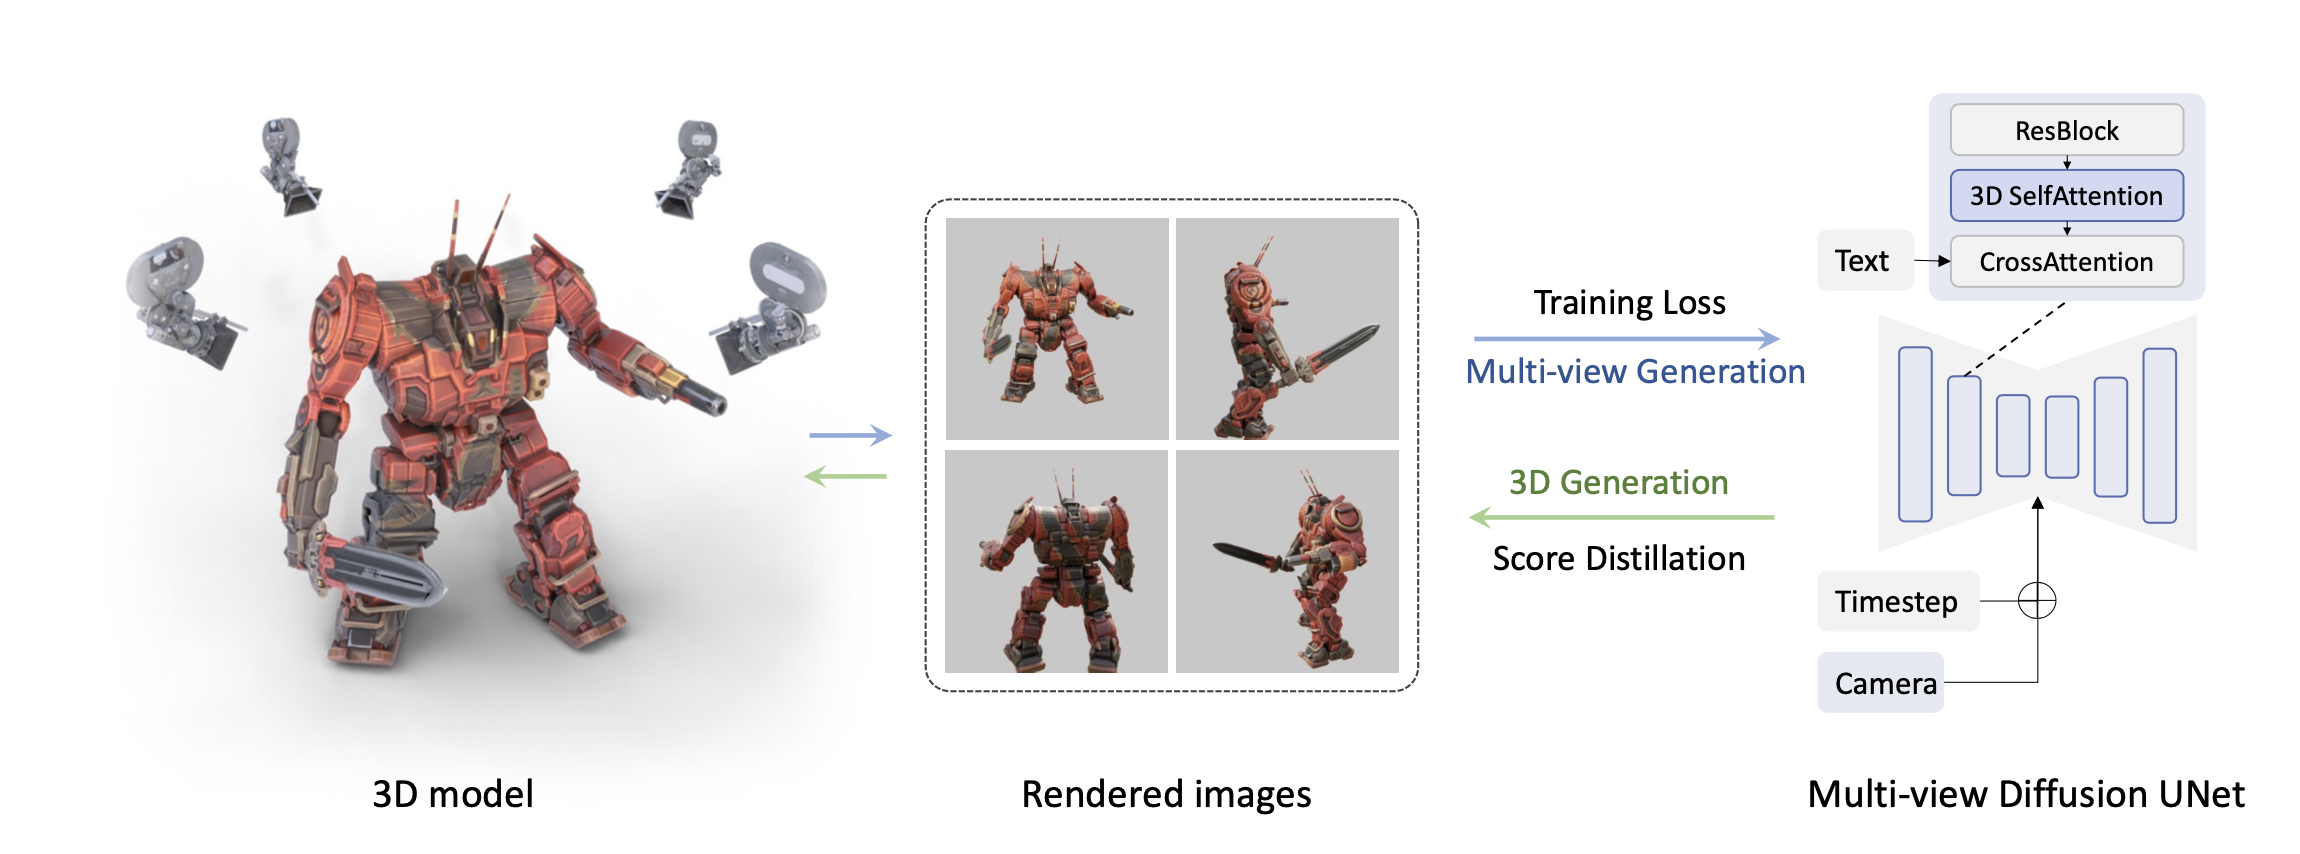 ResBlock
3D SelfAttention
Text
CrossAttention
Training Loss
Multi-view Generation
3D Generation
Score Distillation
Timestep
Camera
3D model
Rendered images
Multi-view Diffusion UNet